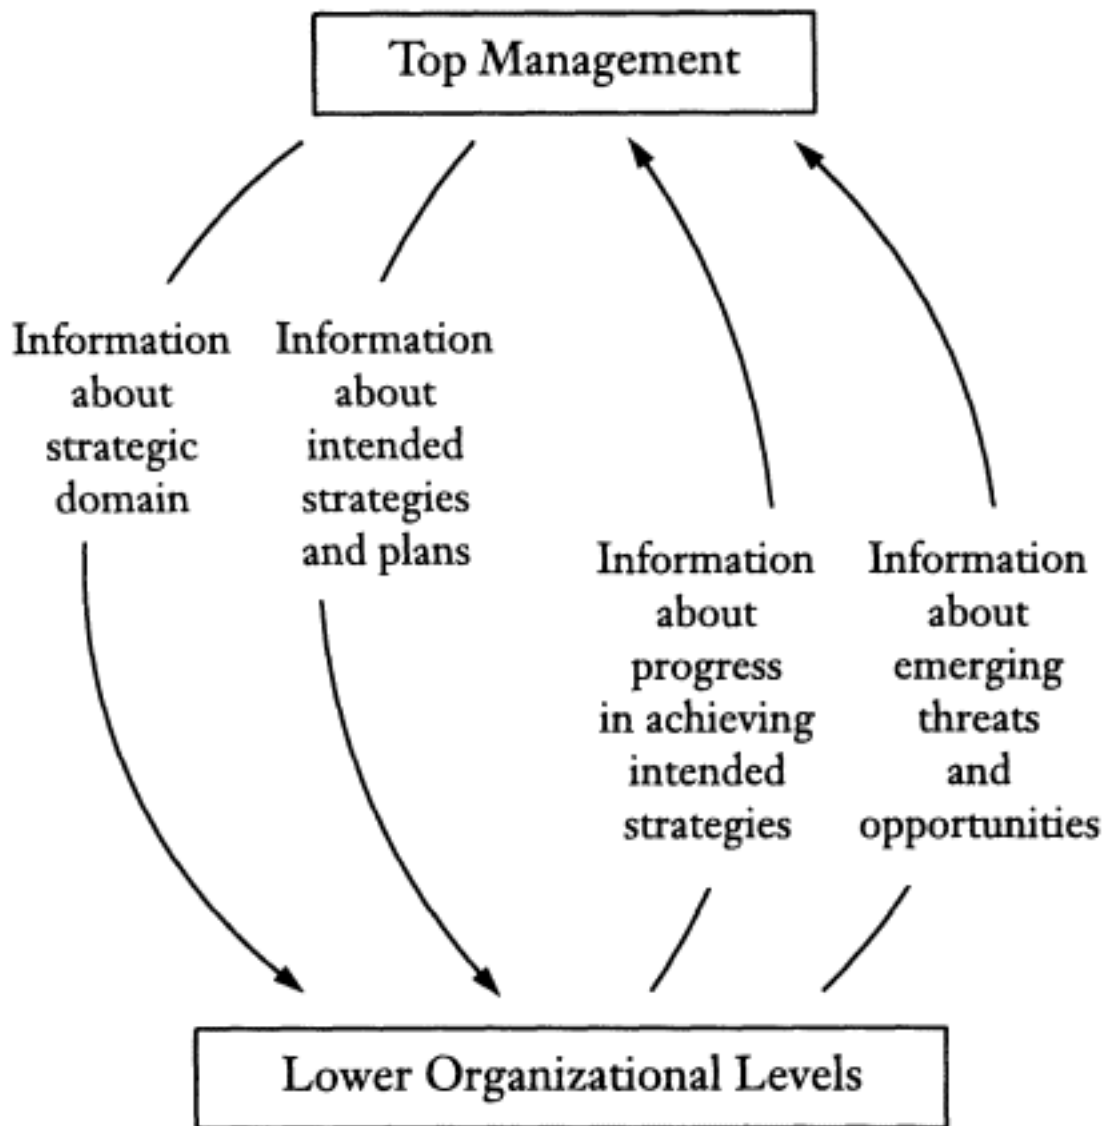 Top Management
Information
about
strategic
domain
Information
about
intended
strategies
and plans
Information
about
progress
in achieving
intended
strategies
Information
about
emerging
threats
and
opportunities
Lower Organizational Levels